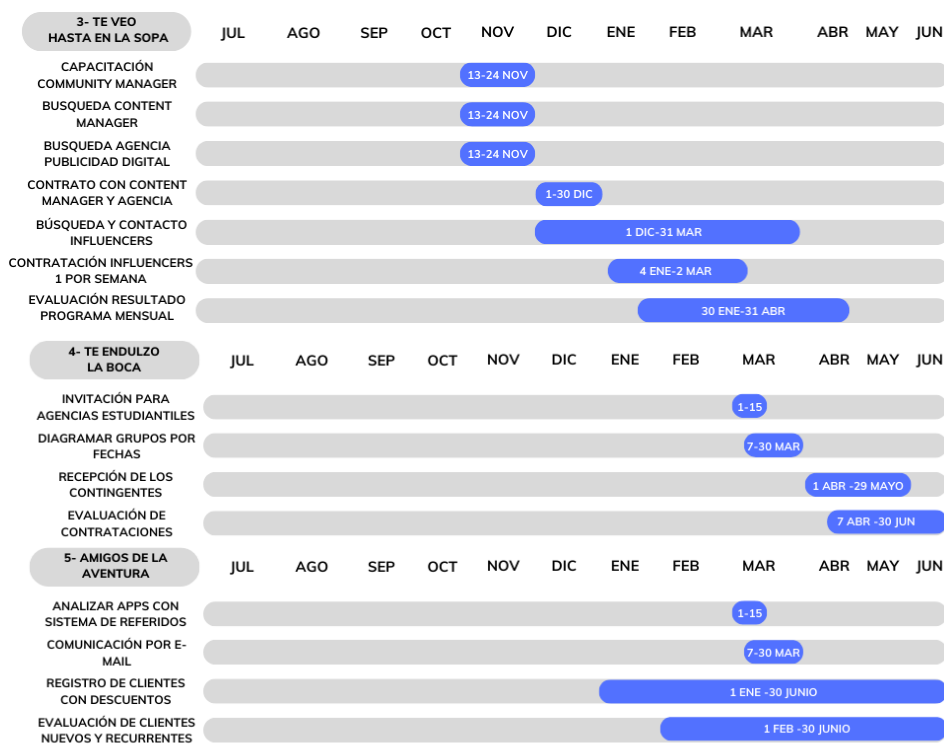 3- TE VEO
HASTA EN LA SOPA
JUL AGO SEP OCT NOV DIC ENE FEB MAR ABR MAY JUN
CAPACITACIÓN
COMMUNITY MANAGER
13-24 NOV
BUSQUEDA CONTENT
MANAGER
13-24 NOV
BUSQUEDA AGENCIA
PUBLICIDAD DIGITAL
13-24 NOV
CONTRATO CON CONTENT
MANAGER Y AGENCIA
1-30 DIC
BÚSQUEDA Y CONTACTO
INFLUENCERS
1 DIC-31 MAR
CONTRATACIÓN INFLUENCERS
1 POR SEMANA
4 ENE-2 MAR
EVALUACIÓN RESULTADO
PROGRAMA MENSUAL
30 ENE-31 ABR
4- TE ENDULZO
LA BOCA
JUL AGO SEP OCT NOV DIC ENE FEB MAR ABR MAY JUN
INVITACIÓN PARA
AGENCIAS ESTUDIANTILES
1-15
DIAGRAMAR GRUPOS POR
FECHAS
7-30 MAR
RECEPCIÓN DE LOS
CONTINGENTES
1 ABR -29 MAYO
EVALUACIÓN DE
CONTRATACIONES
7 ABR -30 JUN
5- AMIGOS DE LA
AVENTURA
JUL AGO SEP OCT NOV DIC ENE FEB MAR ABR MAY JUN
ANALIZAR APPS CON
SISTEMA DE REFERIDOS
1-15
COMUNICACIÓN POR E-
MAIL
7-30 MAR
REGISTRO DE CLIENTES
CON DESCUENTOS
1 ENE -30 JUNIO
EVALUACIÓN DE CLIENTES
NUEVOS Y RECURRENTES
1 FEB -30 JUNIO